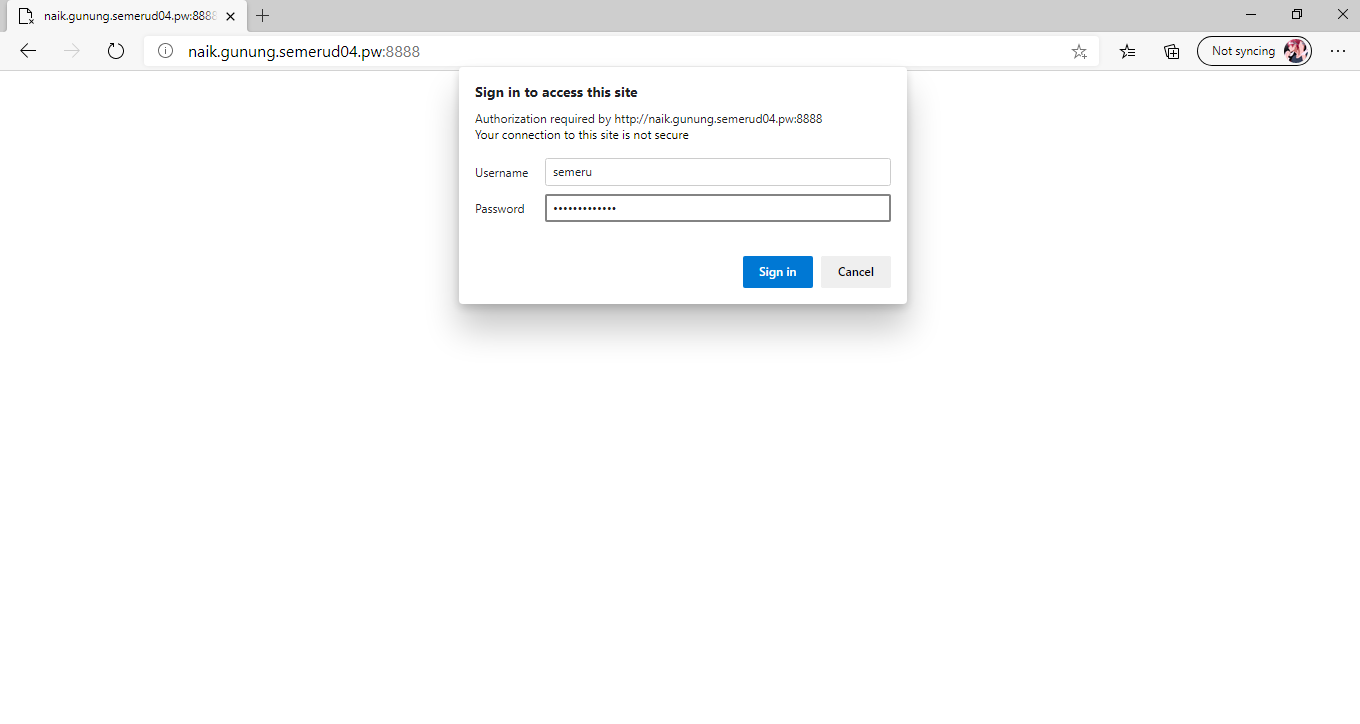 naik.gunung.semerud04.pw:8888
naik.gunung.semerud04.pw:8888
Not syncing
Sign in to access this site
Authorization required by http://naik.gunung.semerud04.pw:8888
Your connection to this site is not secure
Username semeru
Password •••••••••••••
Sign in Cancel